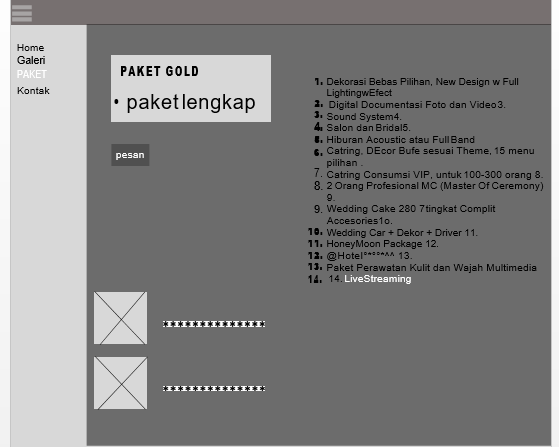 Home
Galeri
PAKET
Kontak
PAKET GOLD
• paket lengkap
pesan
1. Dekorasi Bebas Pilihan, New Design w Full
LightingwEfect
2. Digital Documentasi Foto dan Video3.
3. Sound System4.
4. Salon dan Bridal5.
5. Hiburan Acoustic atau Full Band
6. Catring, DEcor Bufe sesuai Theme, 15 menu
pilihan .
7. Catring Consumsi VIP, untuk 100-300 orang 8.
8. 2 Orang Profesional MC (Master Of Ceremony)
9.
9. Wedding Cake 280 7tingkat Complit
Accesories1o.
10. Wedding Car + Dekor + Driver 11.
11. HoneyMoon Package 12.
12. @Hotel°*°°*^^ 13.
13. Paket Perawatan Kulit dan Wajah Multimedia
14. 14. LiveStreaming
*************
*************